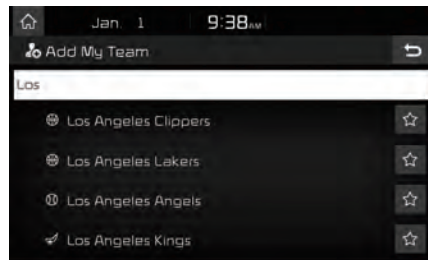 Jan. 1 9:38AM
Add My Team
Los
Los Angeles Clippers
Los Angeles Lakers
Los Angeles Angels
Los Angeles Kings